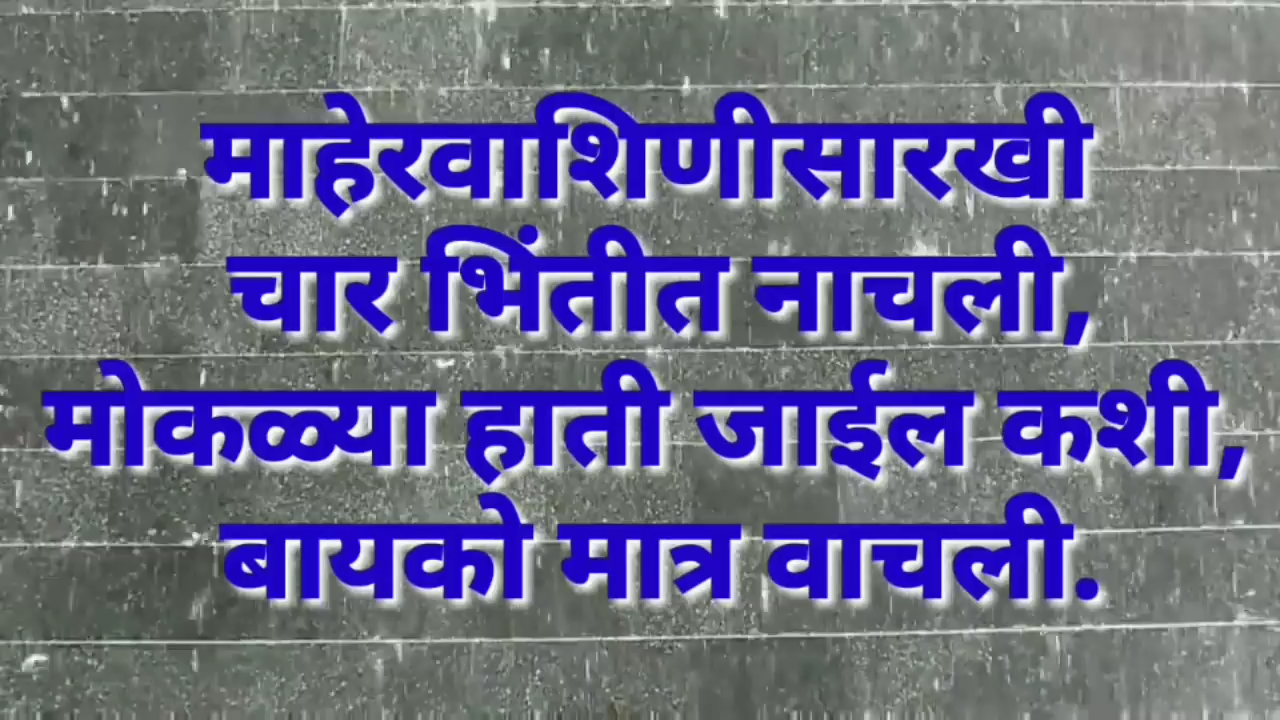 माहेरवाशिणीसारखी
चार भिंतीत नाचली,
मोकळ्या हाती जाईल कशी,
बायको मात्र वाचली.